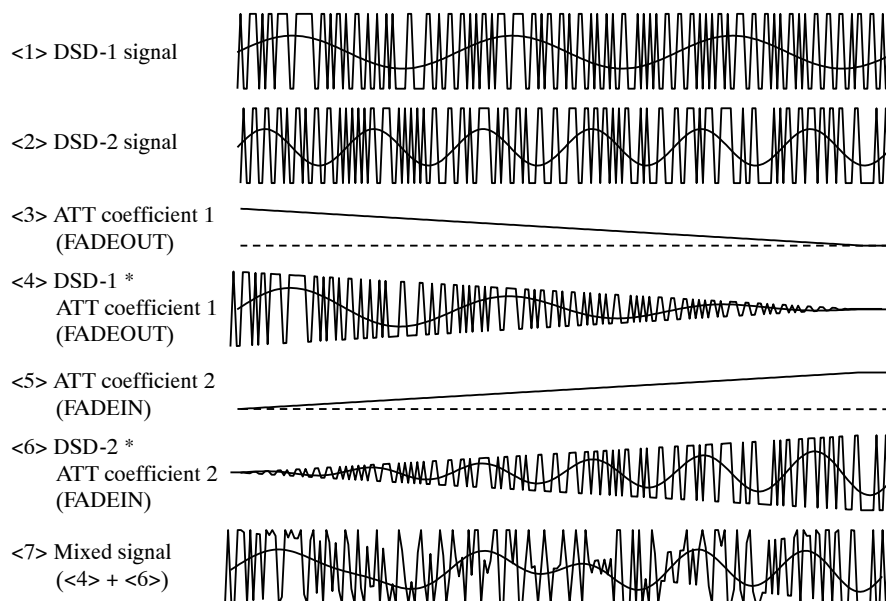 <1> DSD-1 signal
<2> DSD-2 signal
<3> ATT coefficient 1
(FADEOUT)
<4> DSD-1 *
ATT coefficient 1
(FADEOUT)
<5> ATT coefficient 2
(FADEIN)
<6> DSD-2 *
ATT coefficient 2
(FADEIN)
<7> Mixed signal
(<4> + <6>)